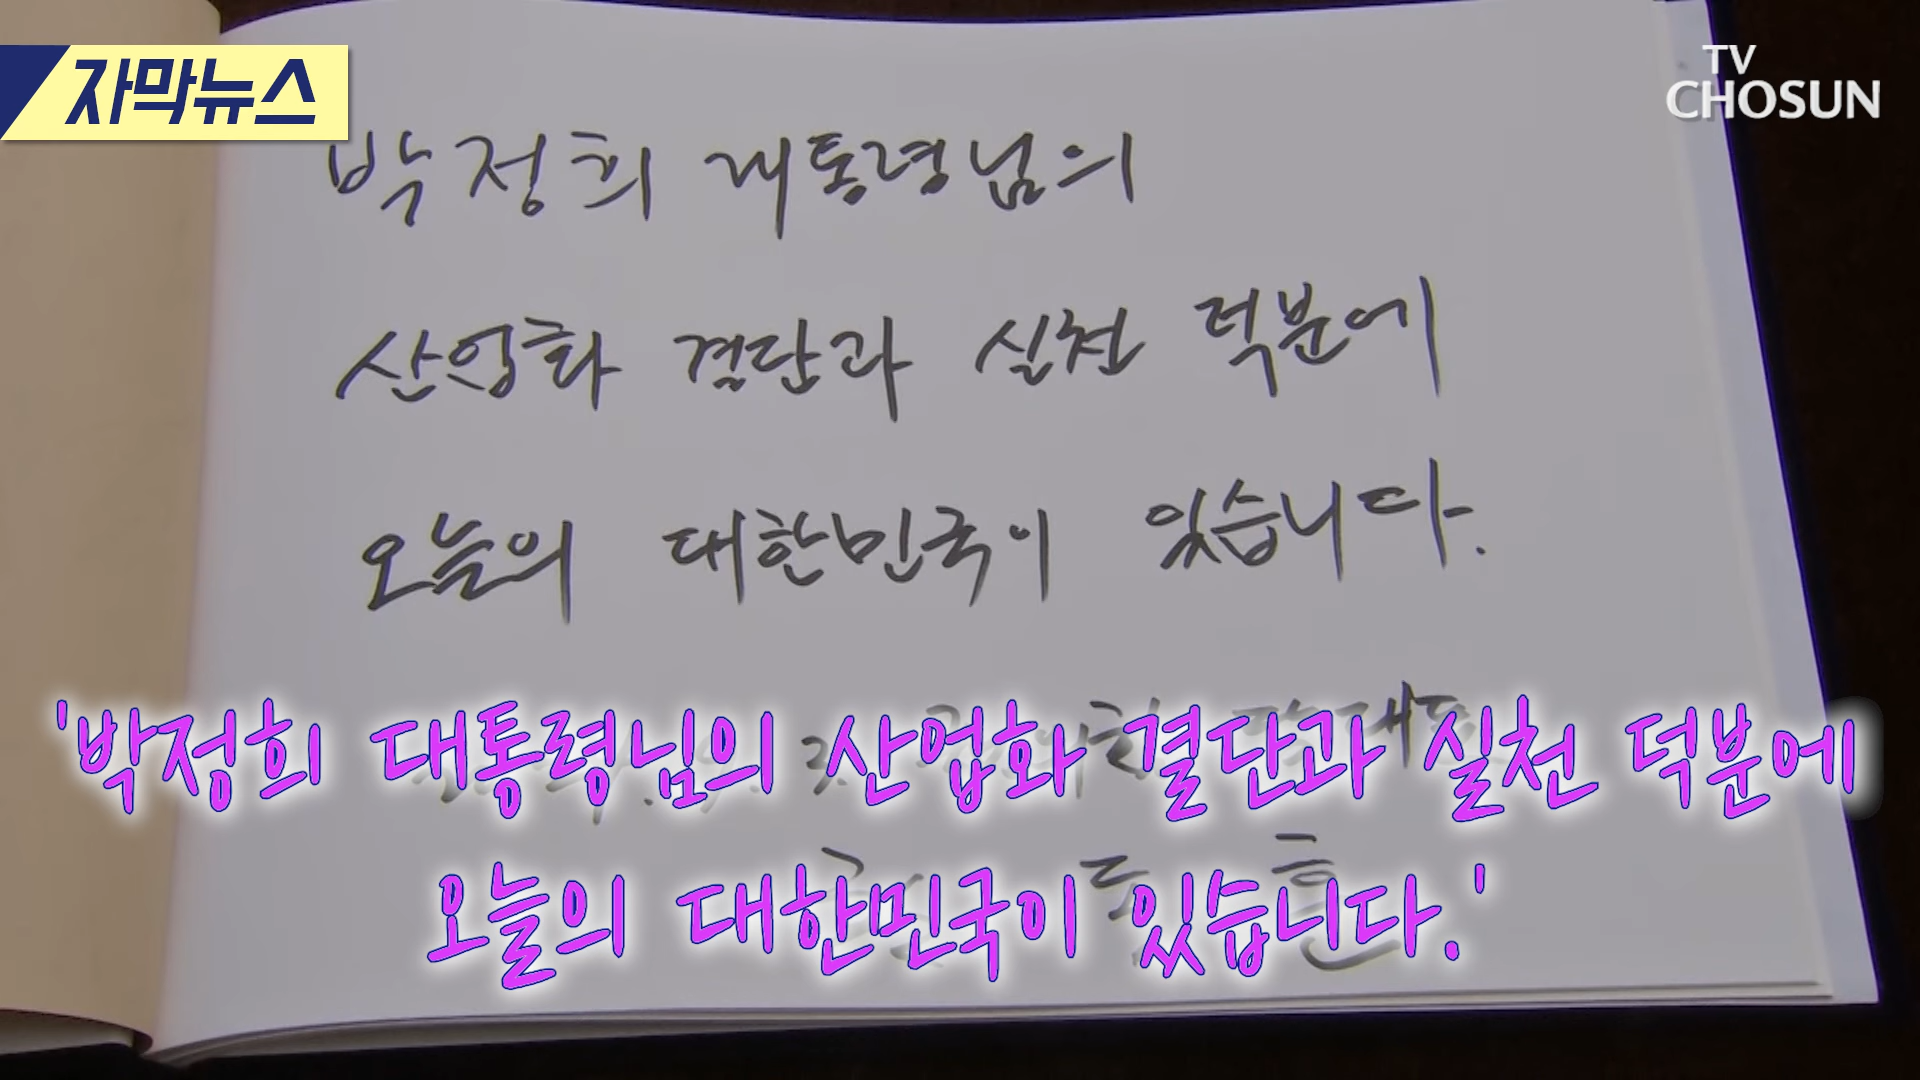 자막뉴스
TV
CHOSUN
박정희 대통령님의
산업화 결단과 실천 덕분에
오늘의 대한민국이 있습니다.
'박정희 대통령님의 산업화 결단과 실천 덕분에
오늘의 대한민국이 있습니다.'